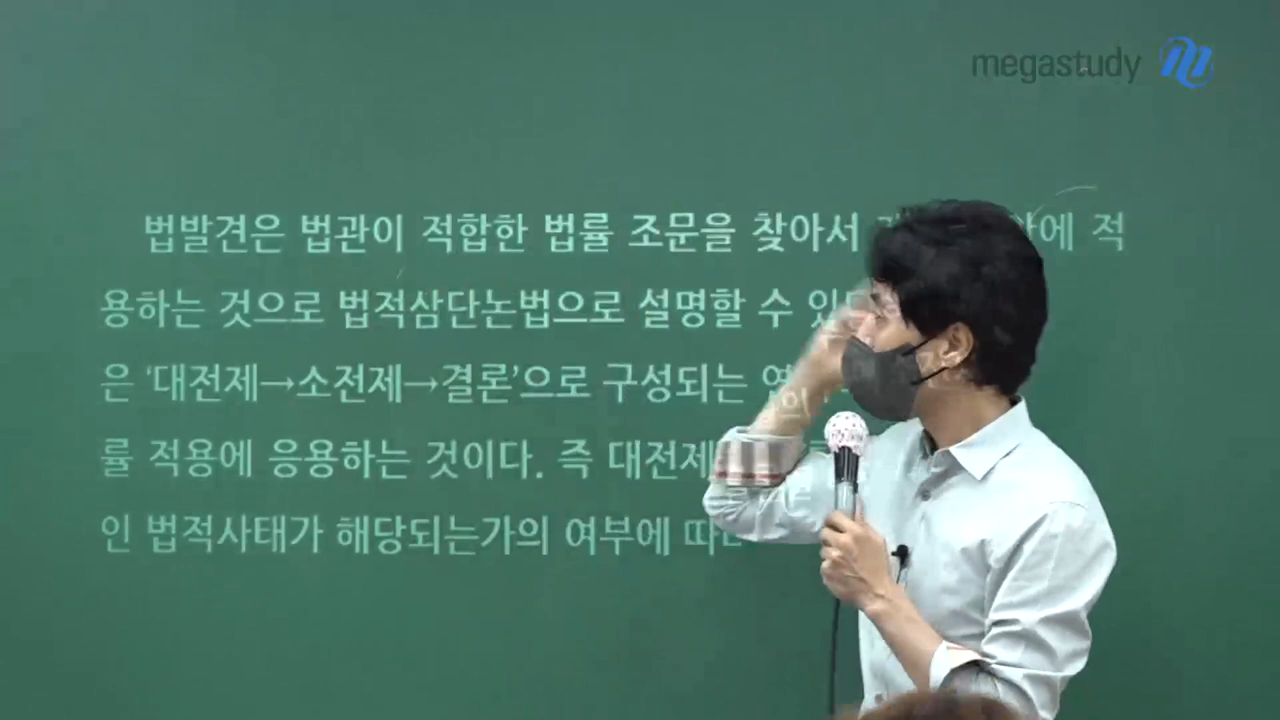 megastudy
법발견은 법관이 적합한 법률 조문을 찾아서 적
용하는 것으로 법적삼단논법으로 설명할 수
은 ‘대전제→소전제→결론’으로 구성되는
률 적용에 응용하는 것이다. 즉 대전제
인 법적사태가 해당되는가의 여부에